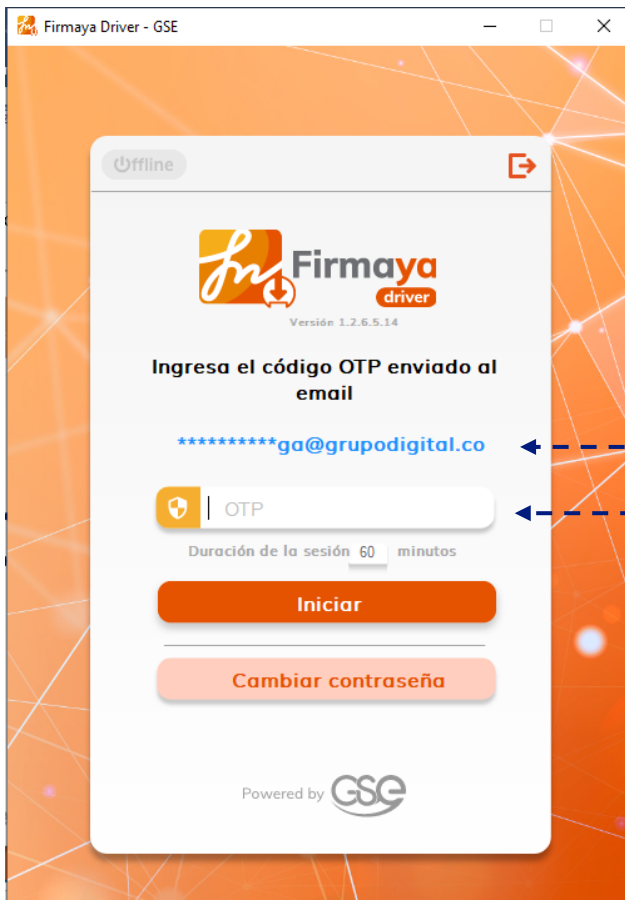 Firmaya Driver - GSE
Offline
Firmaya
driver
Versión 1.2.6.5.14
Ingresa el código OTP enviado al
email
**********ga@grupodigital.co
OTP
Duración de la sesión 60 minutos
Iniciar
Cambiar contraseña
Powered by GSE